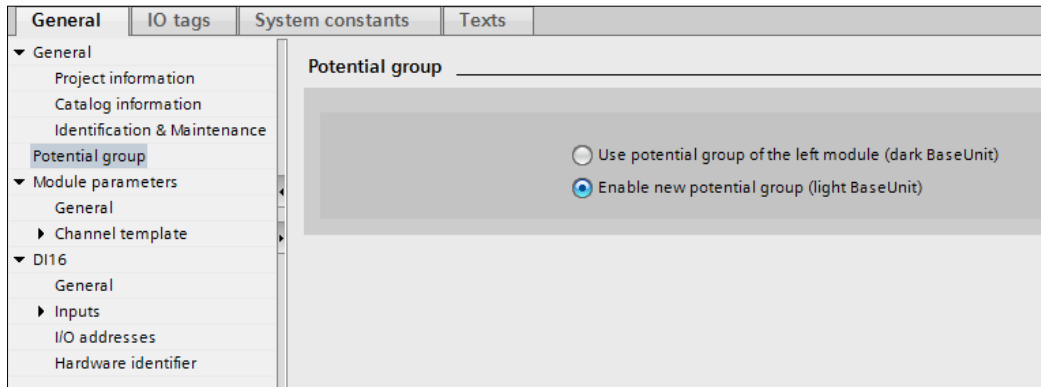 General IO tags System constants Texts
General
Project information
Catalog information
Identification & Maintenance
Potential group
Module parameters
General
Channel template
DI16
General
Inputs
I/O addresses
Hardware identifier
Potential group
Use potential group of the left module (dark BaseUnit)
Enable new potential group (light BaseUnit)